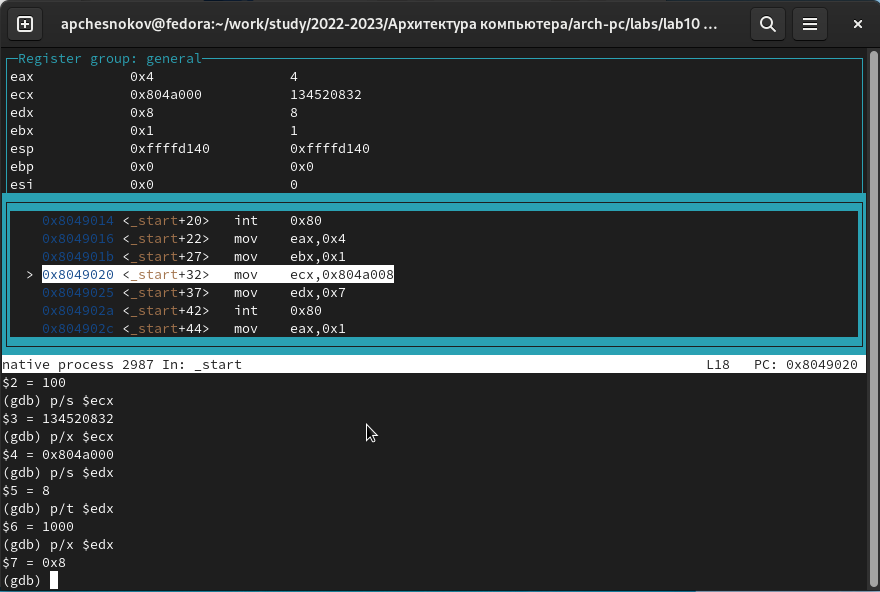 apchesnokov@fedora:~/work/study/2022-2023/Архитектура компьютера/arch-pc/labs/lab10 ...
Register group: general
eax 0x4 4
ecx 0x804a000 134520832
edx 0x8 8
ebx 0x1 1
esp 0xffffd140 0xffffd140
ebp 0x0 0x0
esi 0x0 0
0x8049014 <_start+20> int 0x80
0x8049016 <_start+22> mov eax,0x4
0x804901b <_start+27> mov ebx,0x1
> 0x8049020 <_start+32> mov ecx,0x804a008
0x8049025 <_start+37> mov edx,0x7
0x804902a <_start+42> int 0x80
0x804902c <_start+44> mov eax,0x1
native process 2987 In: _start L18 PC: 0x8049020
$2 = 100
(gdb) p/s $ecx
$3 = 134520832
(gdb) p/x $ecx
$4 = 0x804a000
(gdb) p/s $edx
$5 = 8
(gdb) p/t $edx
$6 = 1000
(gdb) p/x $edx
$7 = 0x8
(gdb)